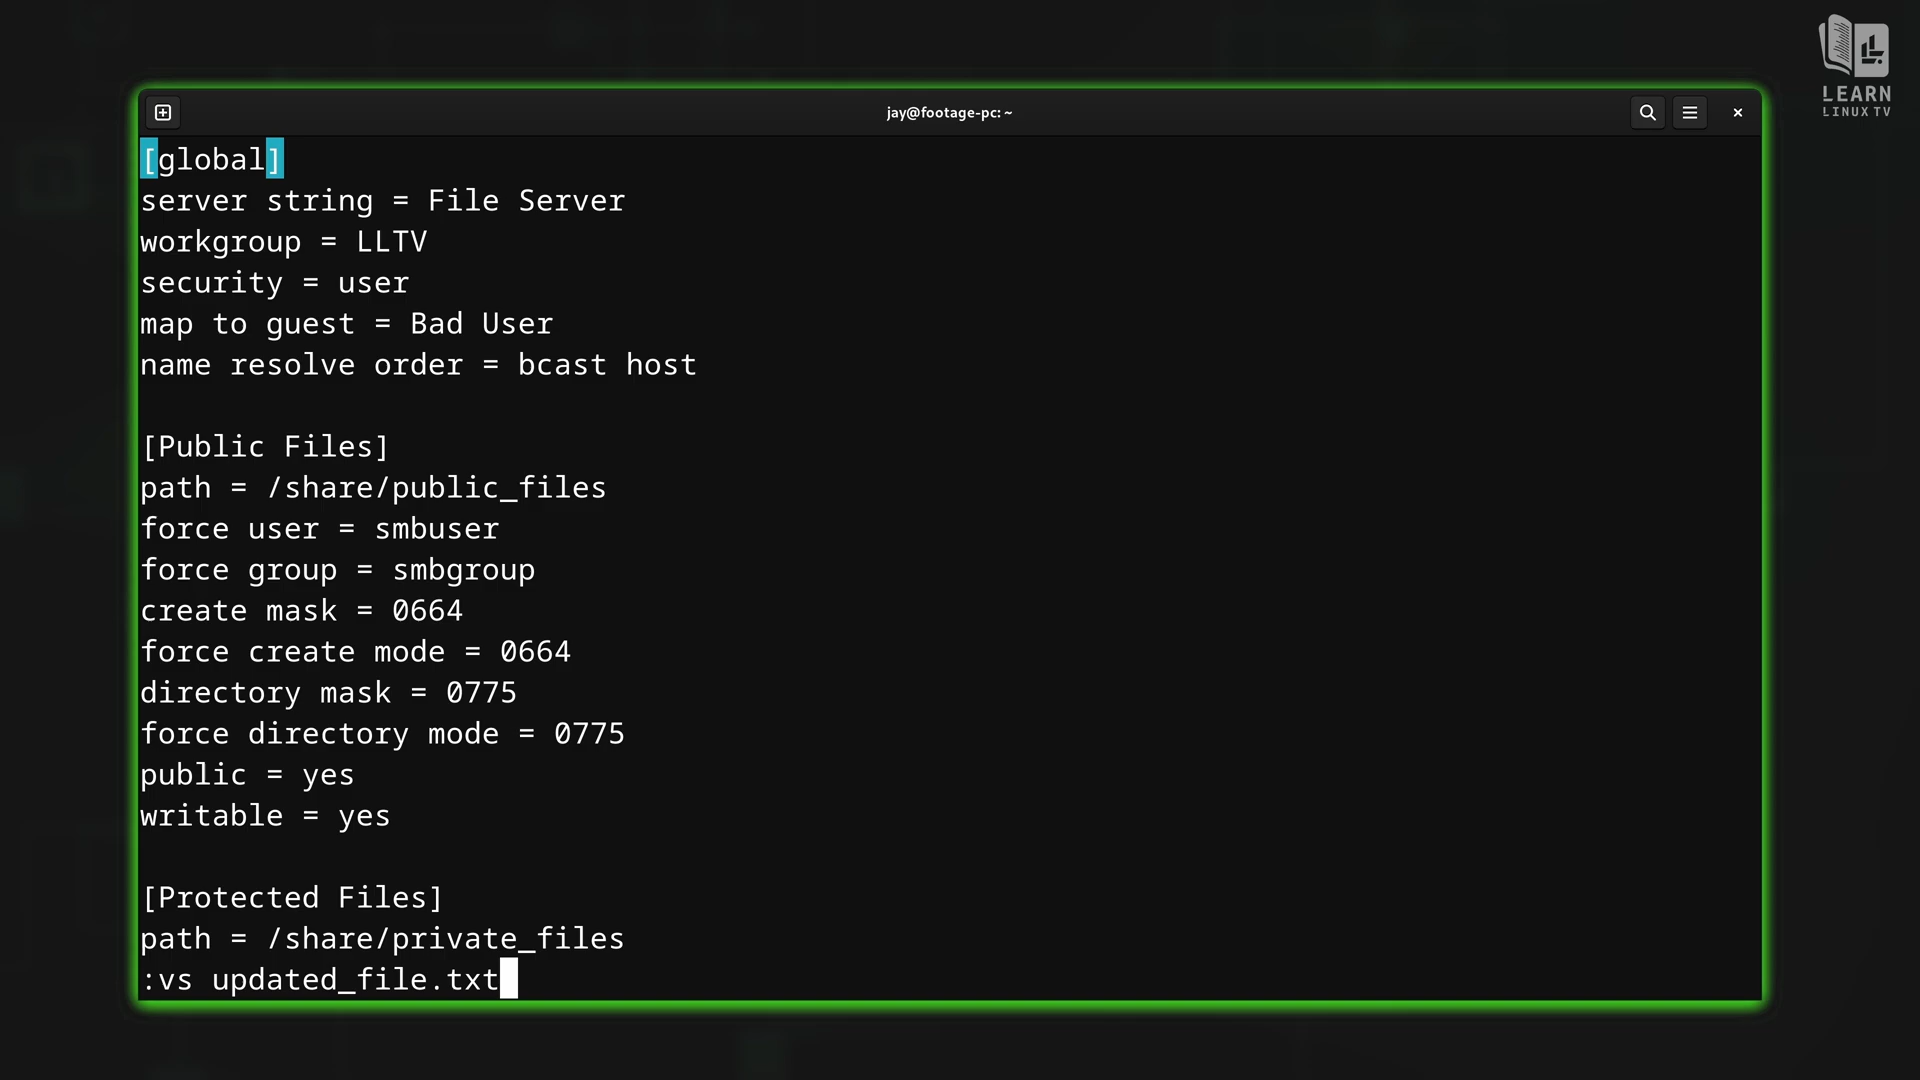 LEARN
LINUX TV
jay@footage-pc: ~
[global]
server string = File Server
workgroup = LLTV
security = user
map to guest = Bad User
name resolve order = bcast host
[Public Files]
path = /share/public_files
force user = smbuser
force group = smbgroup
create mask = 0664
force create mode = 0664
directory mask = 0775
force directory mode = 0775
public = yes
writable = yes
[Protected Files]
path = /share/private_files
:vs updated_file.txt